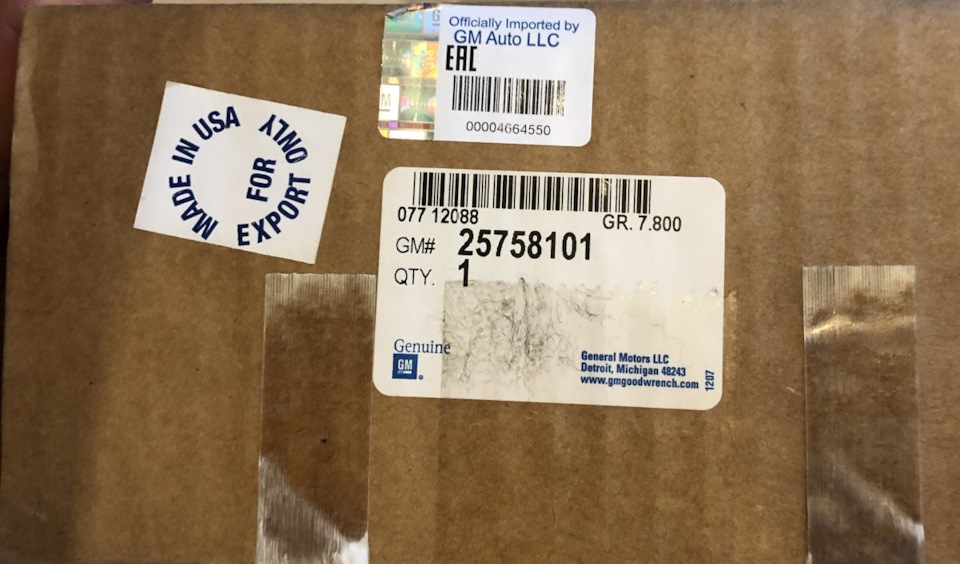 Officially Imported by
GM Auto LLC
EAC
00004664550
MADE IN USA
FOR
EXPORT ONLY
077 12088
GR. 7.800
GM# 25758101
QTY. 1
Genuine
GM
General Motors LLC
Detroit, Michigan 48243
www.gmgoodwrench.com
1207